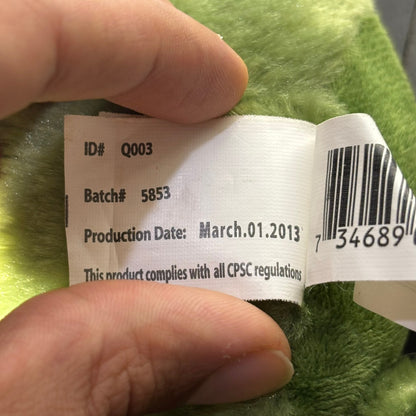 ID# Q003
Batch# 5853
Production Date: March.01.2013
This product complies with all CPSC regulations
7 34689